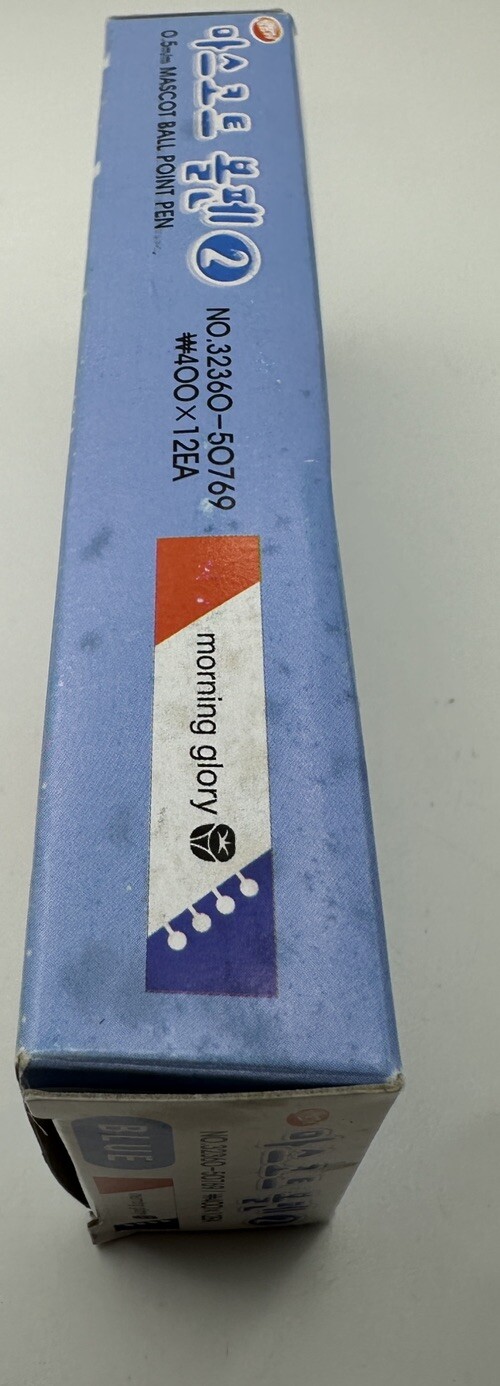 마스코트 볼펜 2
0.5m/m MASCOT BALL POINT PEN
NO.32360-50769
₩400×12EA
morning glory
BLUE